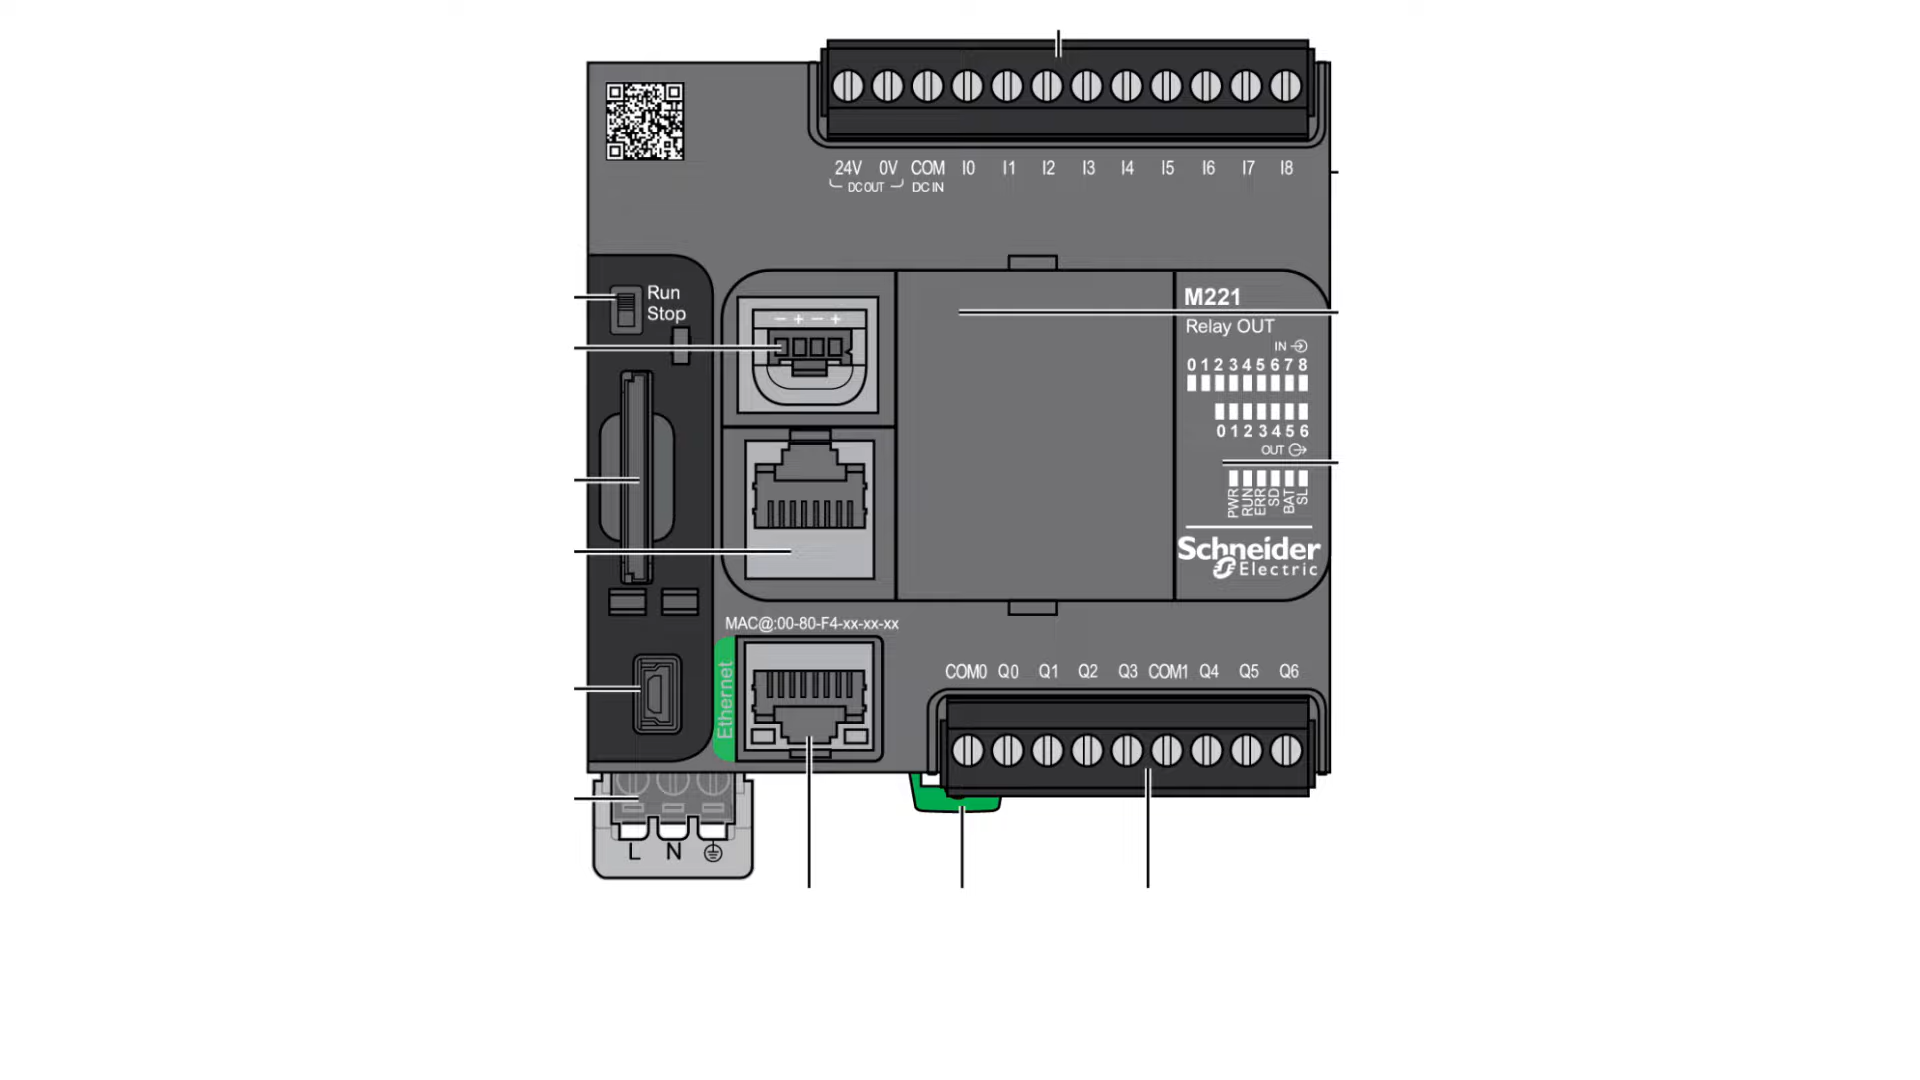 24V 0V COM I0 I1 I2 I3 I4 I5 I6 I7 I8
DC OUT DC IN
Run
Stop
− + − +
M221
Relay OUT
IN
0 1 2 3 4 5 6 7 8
0 1 2 3 4 5 6
OUT
PWR RUN ERR SD BAT SL
Schneider
Electric
MAC@:00-80-F4-xx-xx-xx
Ethernet
COM0 Q0 Q1 Q2 Q3 COM1 Q4 Q5 Q6
L N